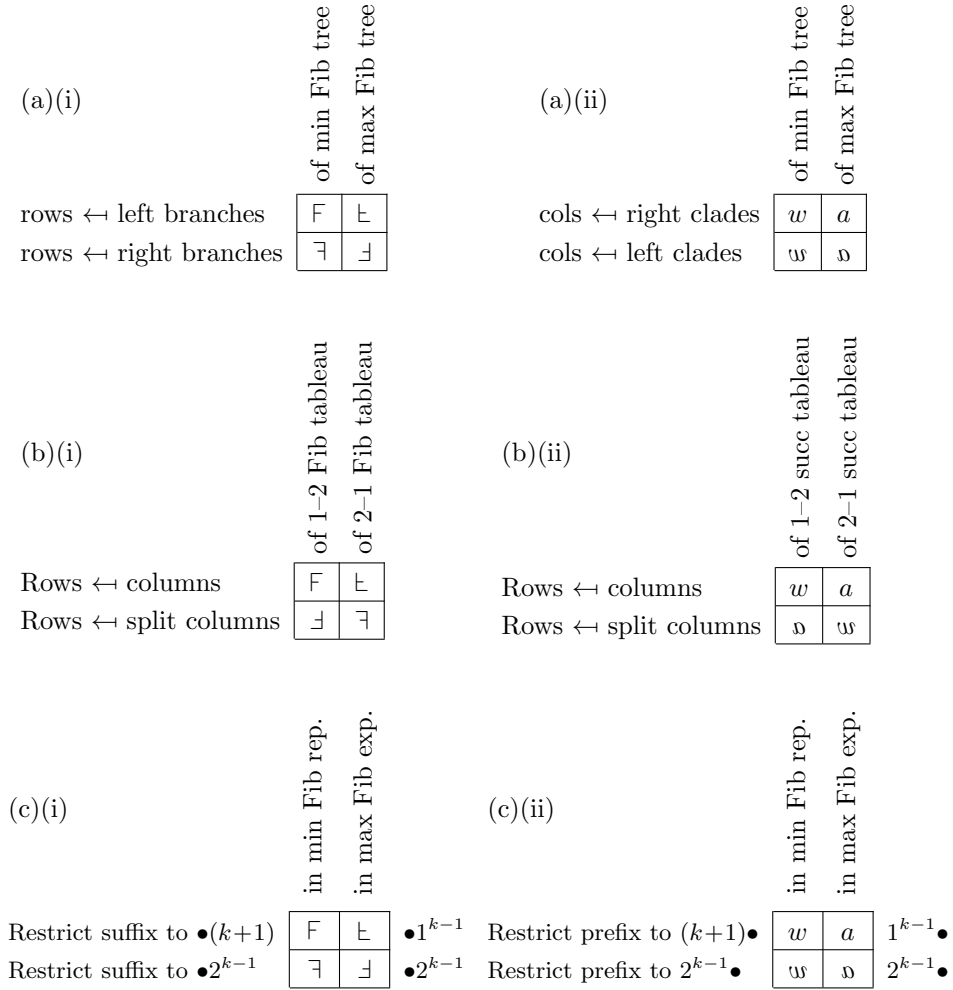 (a)(i)
of min Fib tree
of max Fib tree
rows ↤ left branches F
rows ↤ right branches ꟻ Ⅎ
(a)(ii)
of min Fib tree
of max Fib tree
cols ↤ right clades w a
cols ↤ left clades
(b)(i)
of 1–2 Fib tableau
of 2–1 Fib tableau
Rows ↤ columns F
Rows ↤ split columns Ⅎ ꟻ
(b)(ii)
of 1–2 succ tableau
of 2–1 succ tableau
Rows ↤ columns w a
Rows ↤ split columns
(c)(i)
in min Fib rep.
in max Fib exp.
Restrict suffix to •(k+1) F •1^{k−1}
Restrict suffix to •2^{k−1} ꟻ Ⅎ •2^{k−1}
(c)(ii)
in min Fib rep.
in max Fib exp.
Restrict prefix to (k+1)• w a 1^{k−1}•
Restrict prefix to 2^{k−1}• 2^{k−1}•